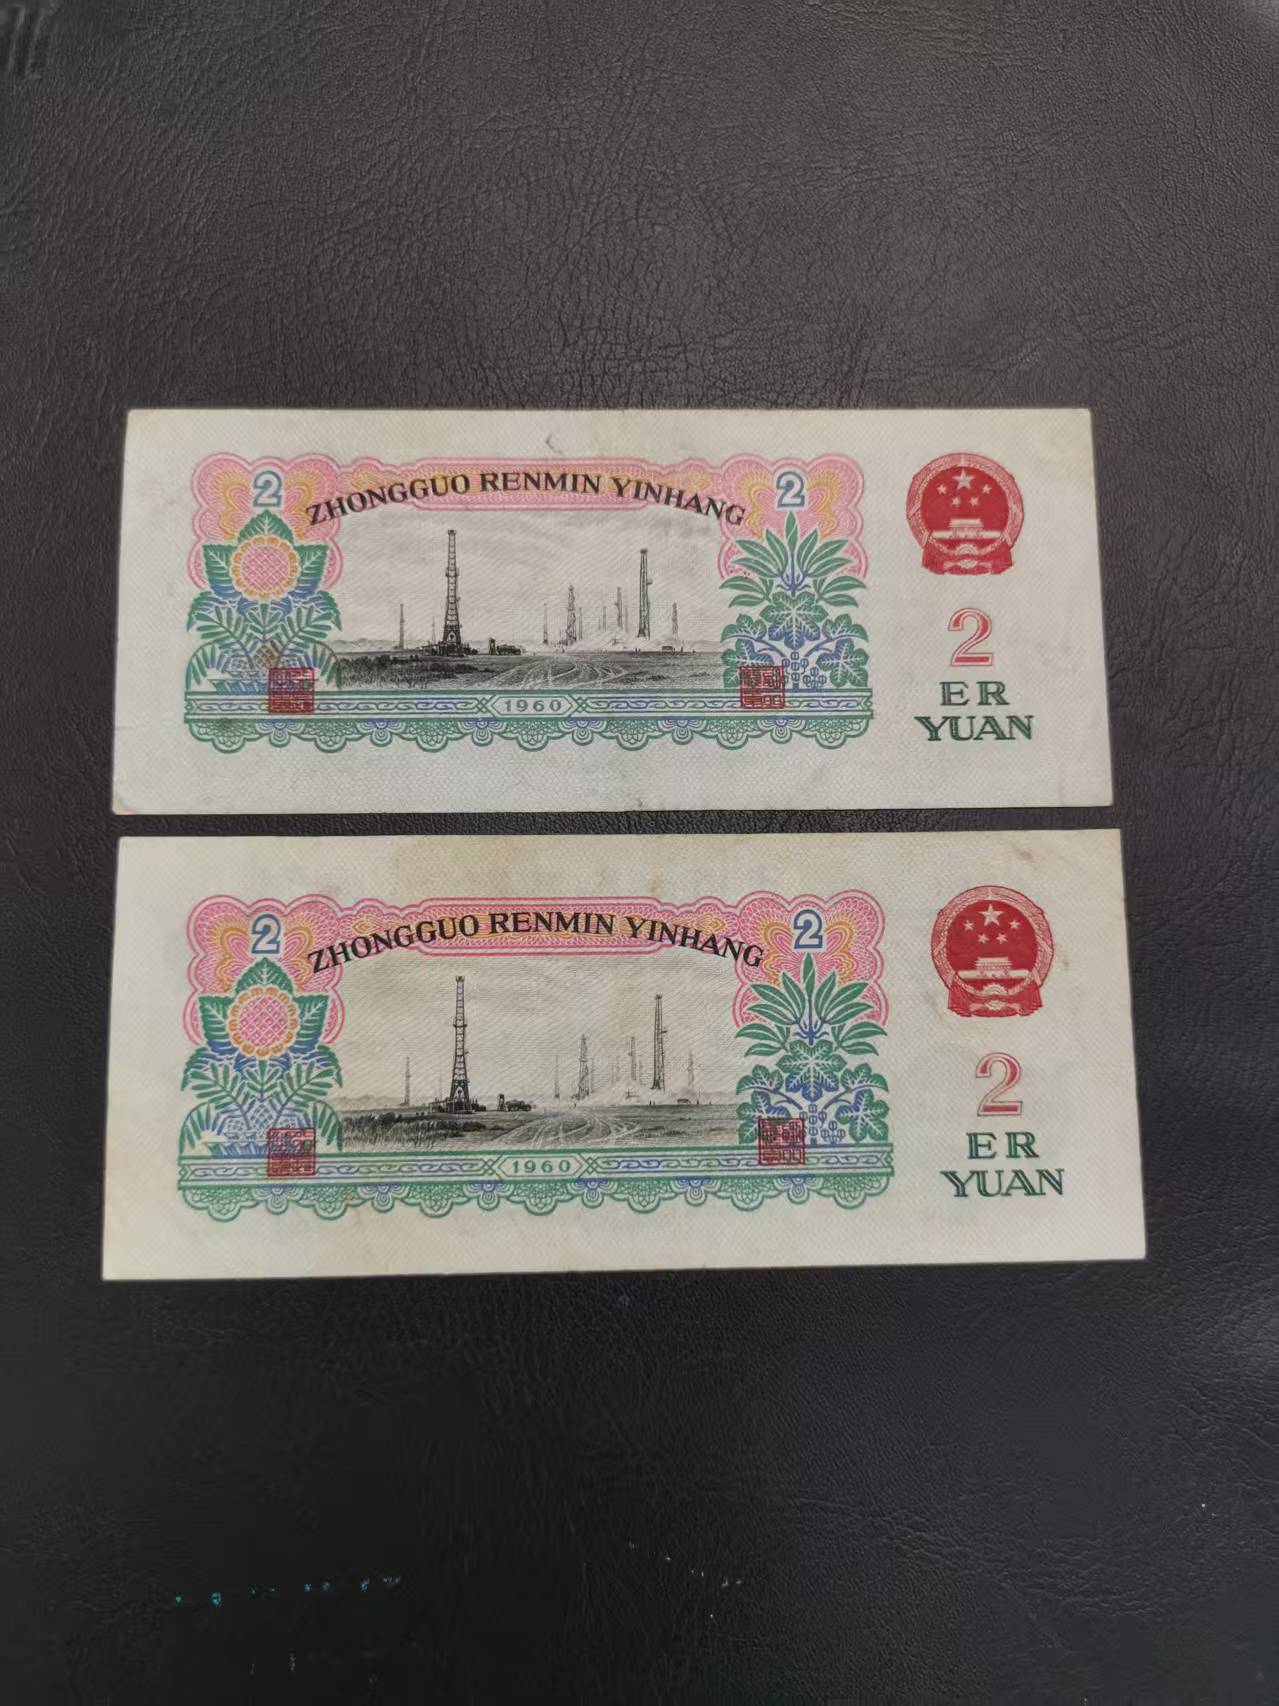 2 ZHONGGUO RENMIN YINHANG 2
1960
2
ER
YUAN
2 ZHONGGUO RENMIN YINHANG 2
1960
2
ER
YUAN